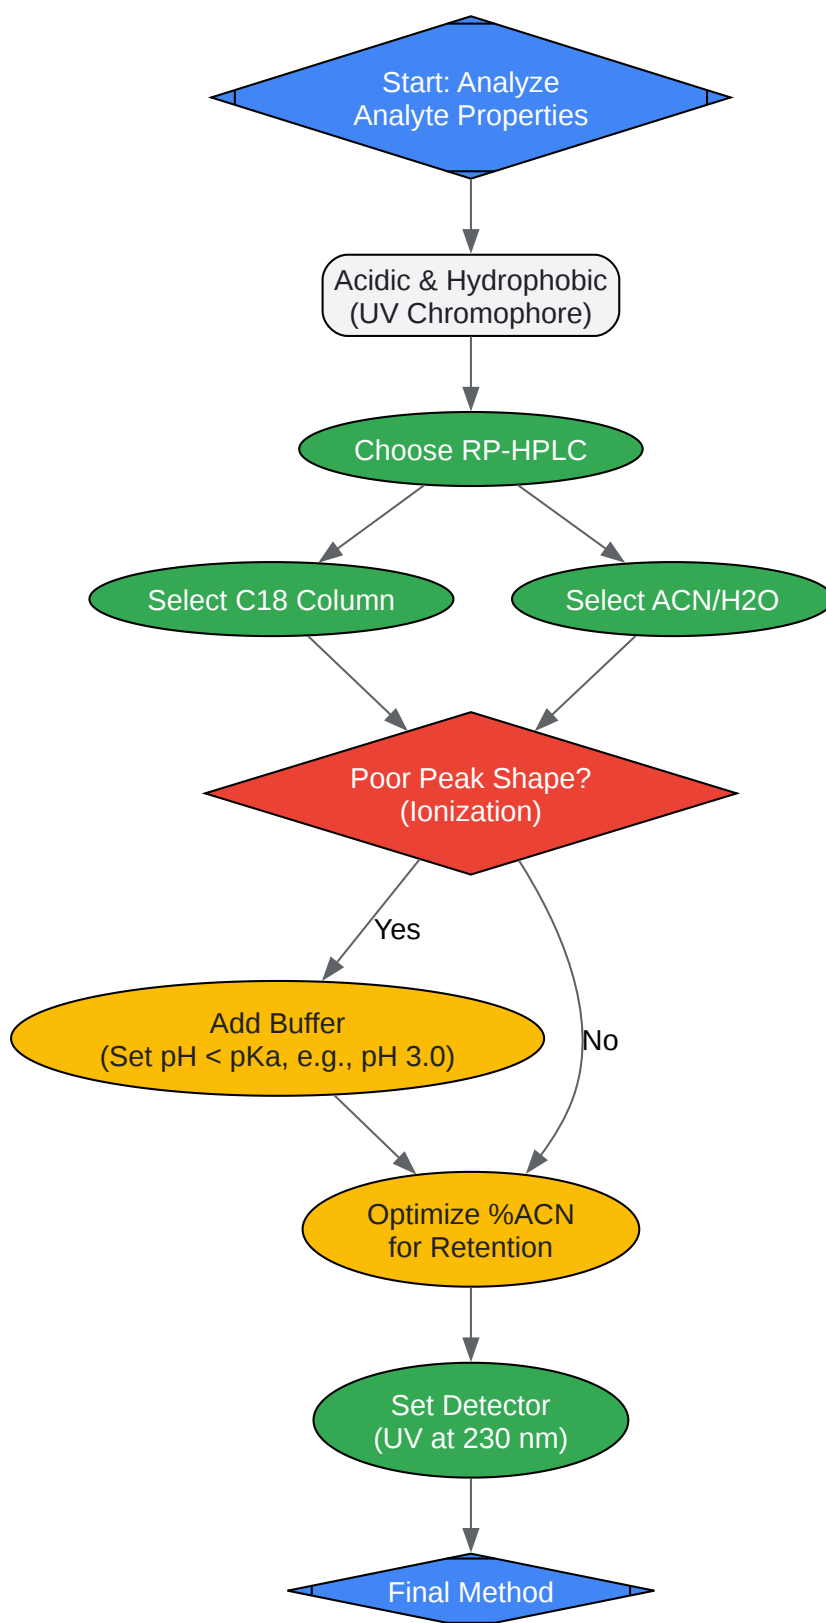 Start: Analyze
Analyte Properties
Acidic & Hydrophobic
(UV Chromophore)
Choose RP-HPLC
Select C18 Column
Select ACN/H2O
Poor Peak Shape?
(Ionization)
Yes
Add Buffer
(Set pH < pKa, e.g., pH 3.0)
No
Optimize %ACN
for Retention
Set Detector
(UV at 230 nm)
Final Method